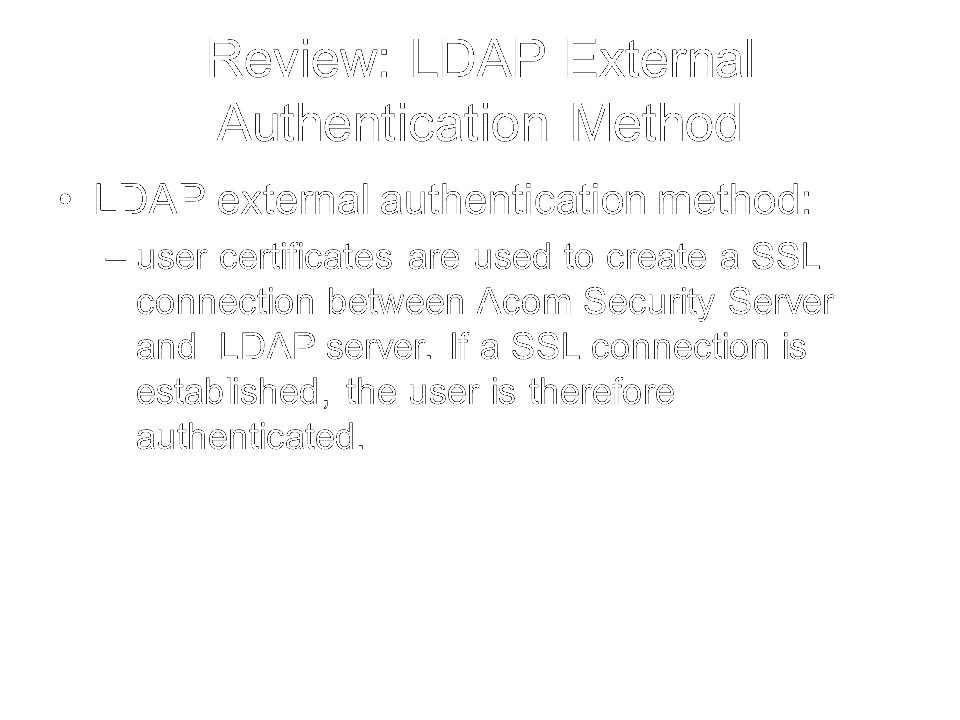 Review: LDAP External
Authentication Method
• LDAP external authentication method:
– user certificates are used to create a SSL
connection between Acom Security Server
and LDAP server. If a SSL connection is
established, the user is therefore
authenticated.